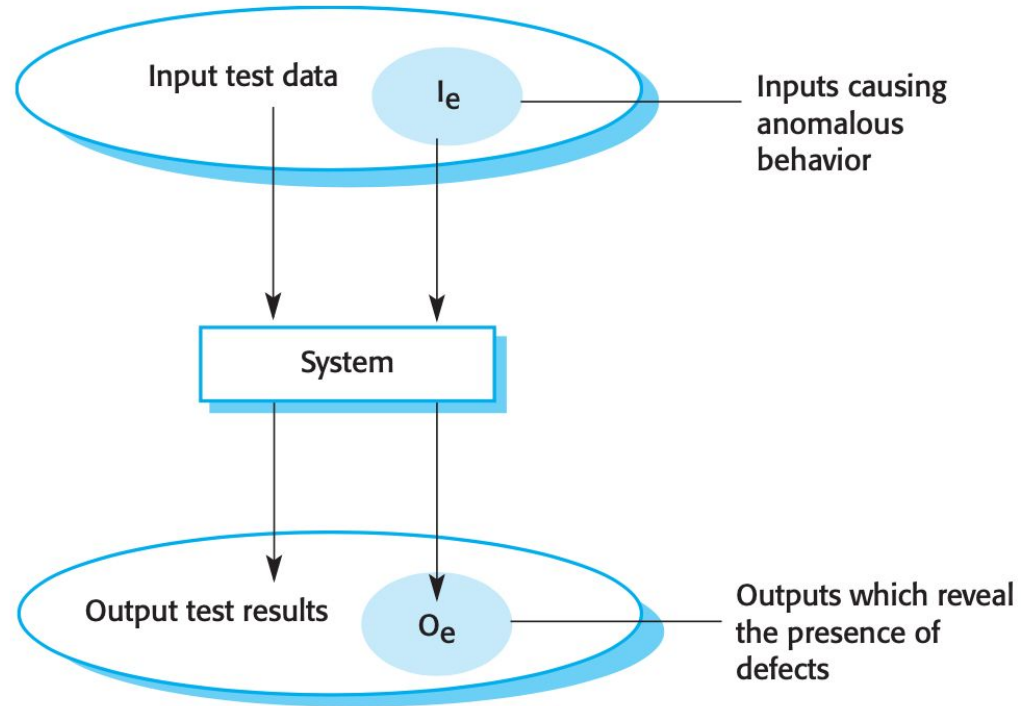 Input test data
Ie
Inputs causing
anomalous
behavior
System
Output test results
Oe
Outputs which reveal
the presence of
defects